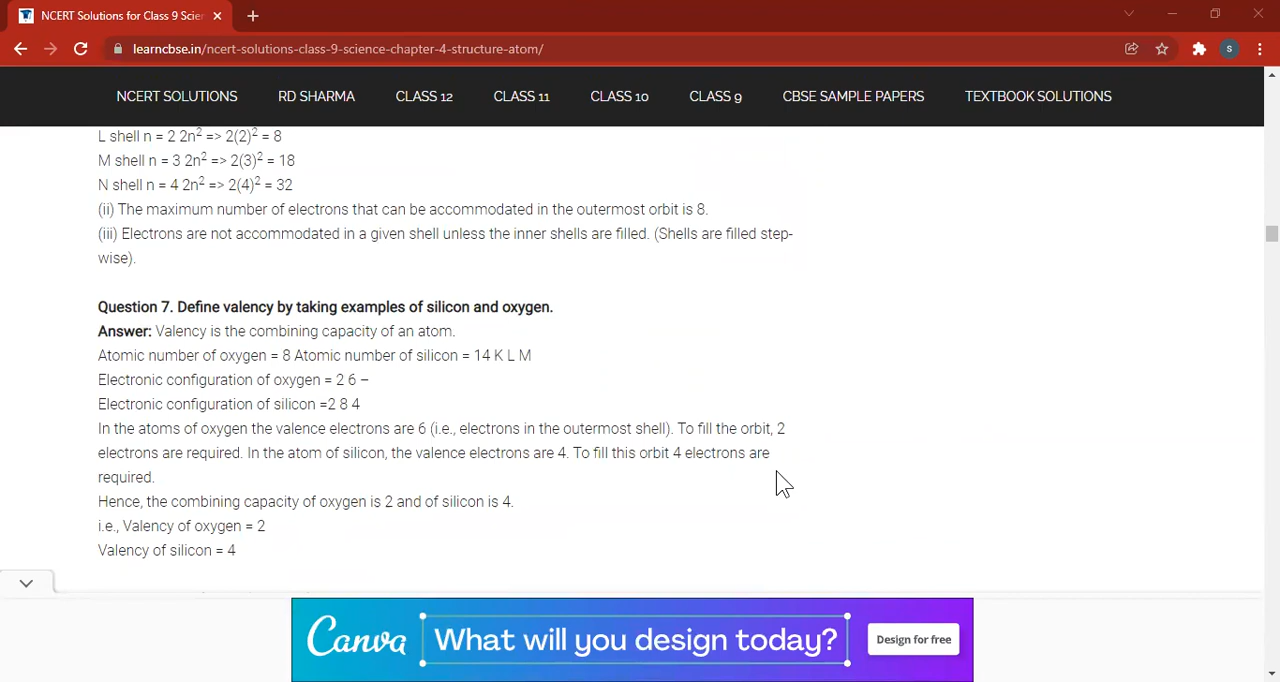 NCERT Solutions for Class 9 Scie
learncbse.in/ncert-solutions-class-9-science-chapter-4-structure-atom/
S
NCERT SOLUTIONS RD SHARMA CLASS 12 CLASS 11 CLASS 10 CLASS 9 CBSE SAMPLE PAPERS TEXTBOOK SOLUTIONS
L shell n = 2 2n² => 2(2)² = 8
M shell n = 3 2n² => 2(3)² = 18
N shell n = 4 2n² => 2(4)² = 32
(ii) The maximum number of electrons that can be accommodated in the outermost orbit is 8.
(iii) Electrons are not accommodated in a given shell unless the inner shells are filled. (Shells are filled step-
wise).
Question 7. Define valency by taking examples of silicon and oxygen.
Answer: Valency is the combining capacity of an atom.
Atomic number of oxygen = 8 Atomic number of silicon = 14 K L M
Electronic configuration of oxygen = 2 6 –
Electronic configuration of silicon =2 8 4
In the atoms of oxygen the valence electrons are 6 (i.e., electrons in the outermost shell). To fill the orbit, 2
electrons are required. In the atom of silicon, the valence electrons are 4. To fill this orbit 4 electrons are
required.
Hence, the combining capacity of oxygen is 2 and of silicon is 4.
i.e., Valency of oxygen = 2
Valency of silicon = 4
Canva What will you design today? Design for free